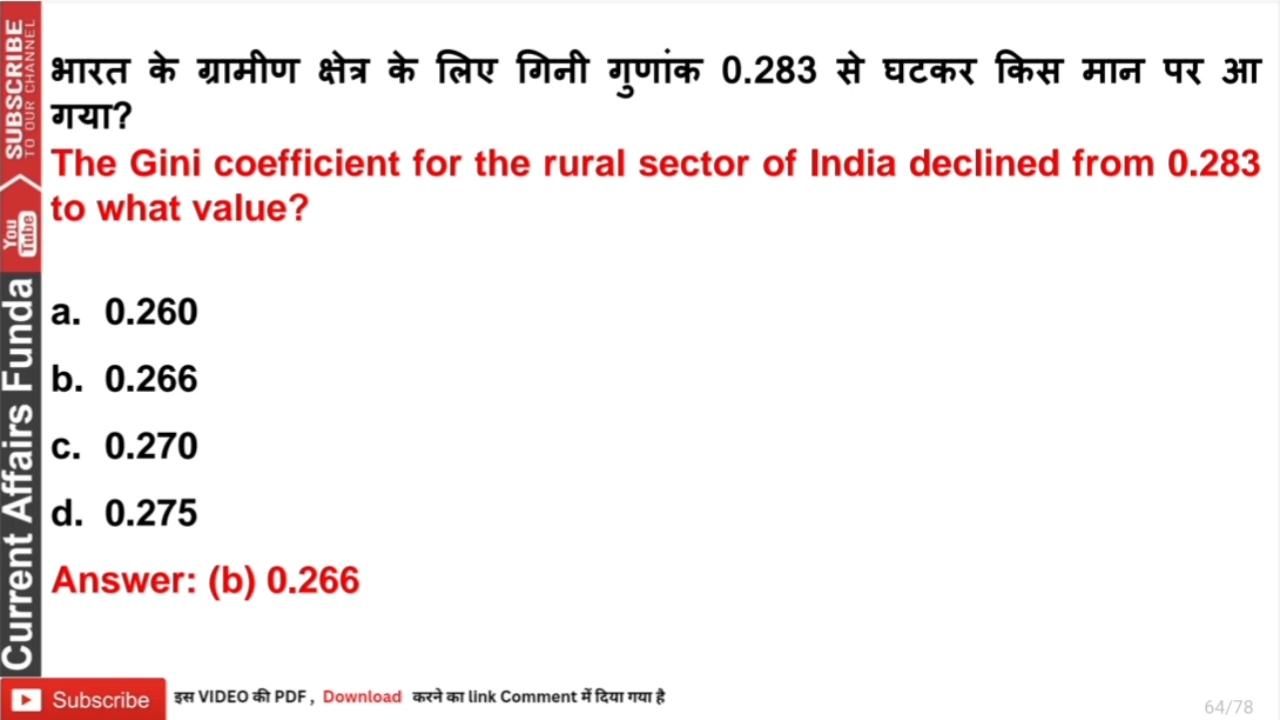 भारत के ग्रामीण क्षेत्र के लिए गिनी गुणांक 0.283 से घटकर किस मान पर आ
गया?
The Gini coefficient for the rural sector of India declined from 0.283
to what value?
a. 0.260
b. 0.266
c. 0.270
d. 0.275
Answer: (b) 0.266
SUBSCRIBE
TO OUR CHANNEL
You
Tube
Current Affairs Funda
Subscribe
इस VIDEO की PDF , Download करने का link Comment में दिया गया है
64/78